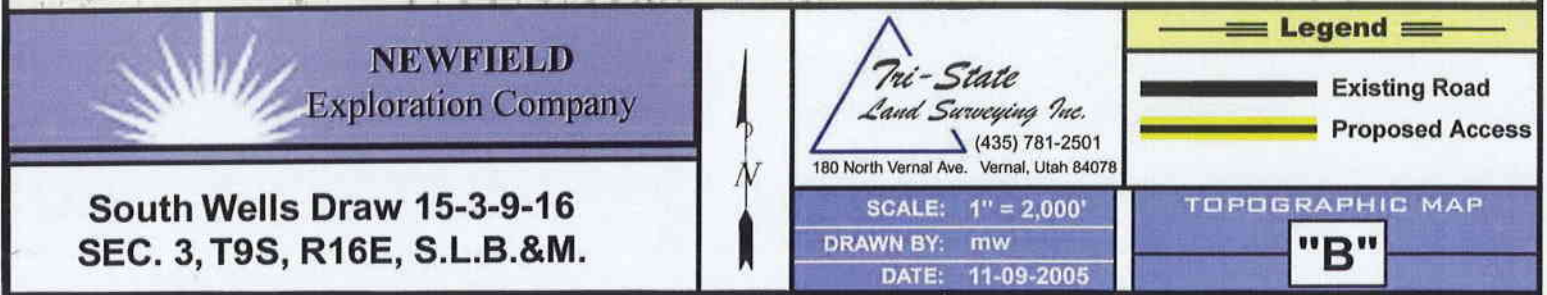 NEWFIELD
Exploration Company
South Wells Draw 15-3-9-16
SEC. 3, T9S, R16E, S.L.B.&M.
N
Tri-State
Land Surveying Inc.
(435) 781-2501
180 North Vernal Ave. Vernal, Utah 84078
SCALE: 1" = 2,000'
DRAWN BY: mw
DATE: 11-09-2005
Legend
Existing Road
Proposed Access
TOPOGRAPHIC MAP
"B"